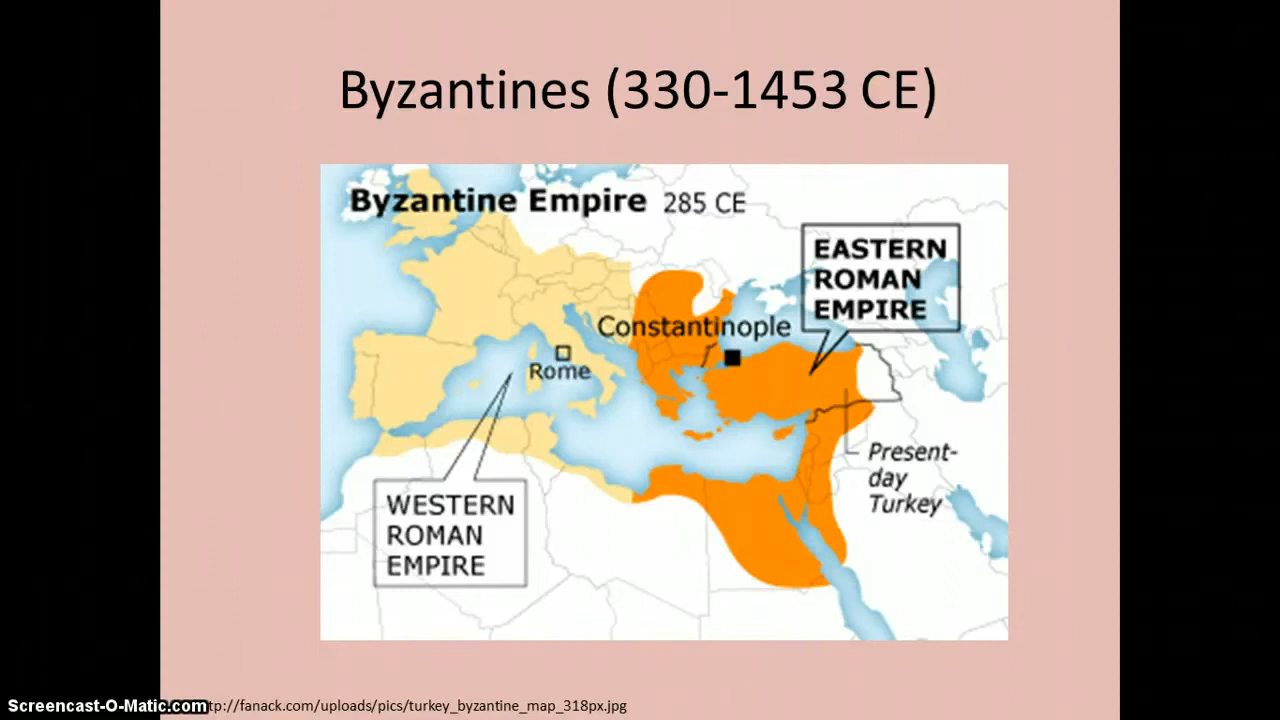 Byzantines (330-1453 CE)
Byzantine Empire 285 CE
EASTERN
ROMAN
EMPIRE
Constantinople
Rome
Present-
day
Turkey
WESTERN
ROMAN
EMPIRE
Screencast-O-Matic.com tp://fanack.com/uploads/pics/turkey_byzantine_map_318px.jpg